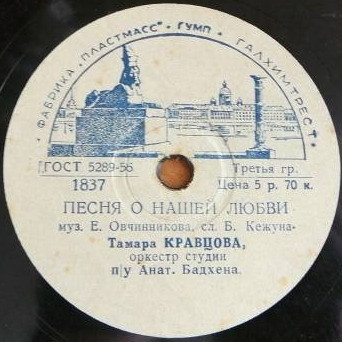 ФАБРИКА „ПЛАСТМАСС" • ГУМП • ГАЛХИМТРЕСТ •
ГОСТ 5289-56
Третья гр.
1837
Цена 5 р. 70 к.
ПЕСНЯ О НАШЕЙ ЛЮБВИ
муз. Е. Овчинникова, сл. Б. Кежуна
Тамара КРАВЦОВА,
оркестр студии
п/у Анат. Бадхена.